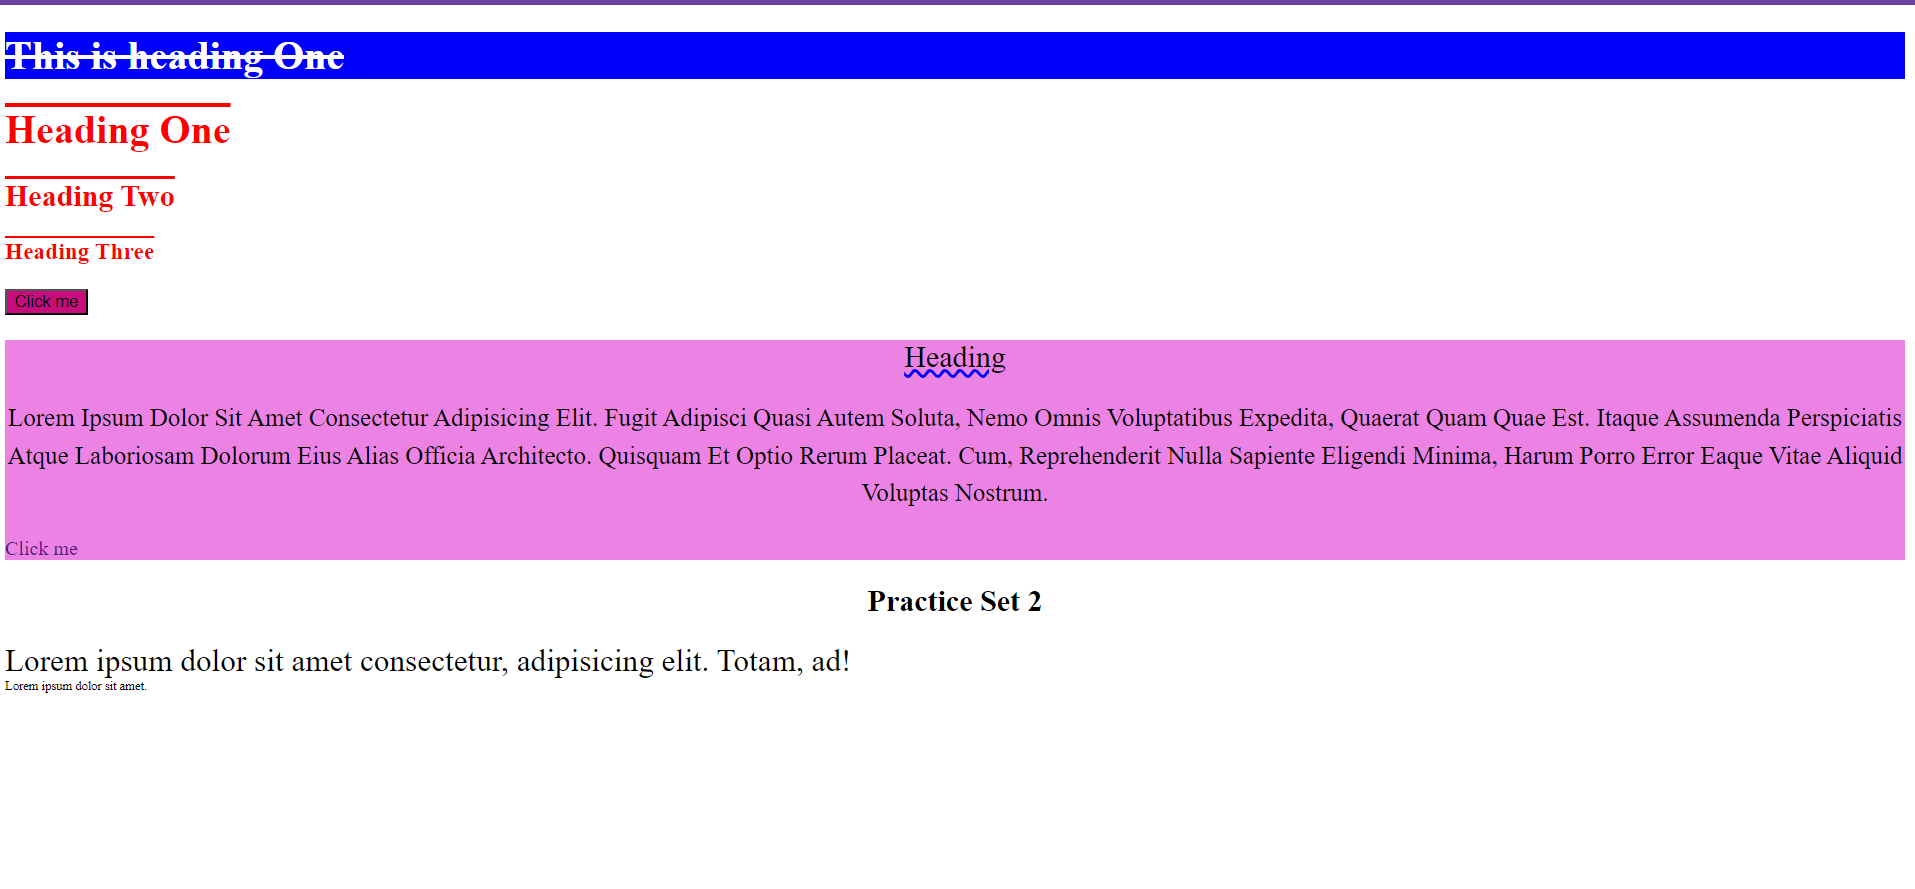 This is heading One
Heading One
Heading Two
Heading Three
Click me
Heading
Lorem Ipsum Dolor Sit Amet Consectetur Adipisicing Elit. Fugit Adipisci Quasi Autem Soluta, Nemo Omnis Voluptatibus Expedita, Quaerat Quam Quae Est. Itaque Assumenda Perspiciatis
Atque Laboriosam Dolorum Eius Alias Officia Architecto. Quisquam Et Optio Rerum Placeat. Cum, Reprehenderit Nulla Sapiente Eligendi Minima, Harum Porro Error Eaque Vitae Aliquid
Voluptas Nostrum.
Click me
Practice Set 2
Lorem ipsum dolor sit amet consectetur, adipisicing elit. Totam, ad!
Lorem ipsum dolor sit amet.